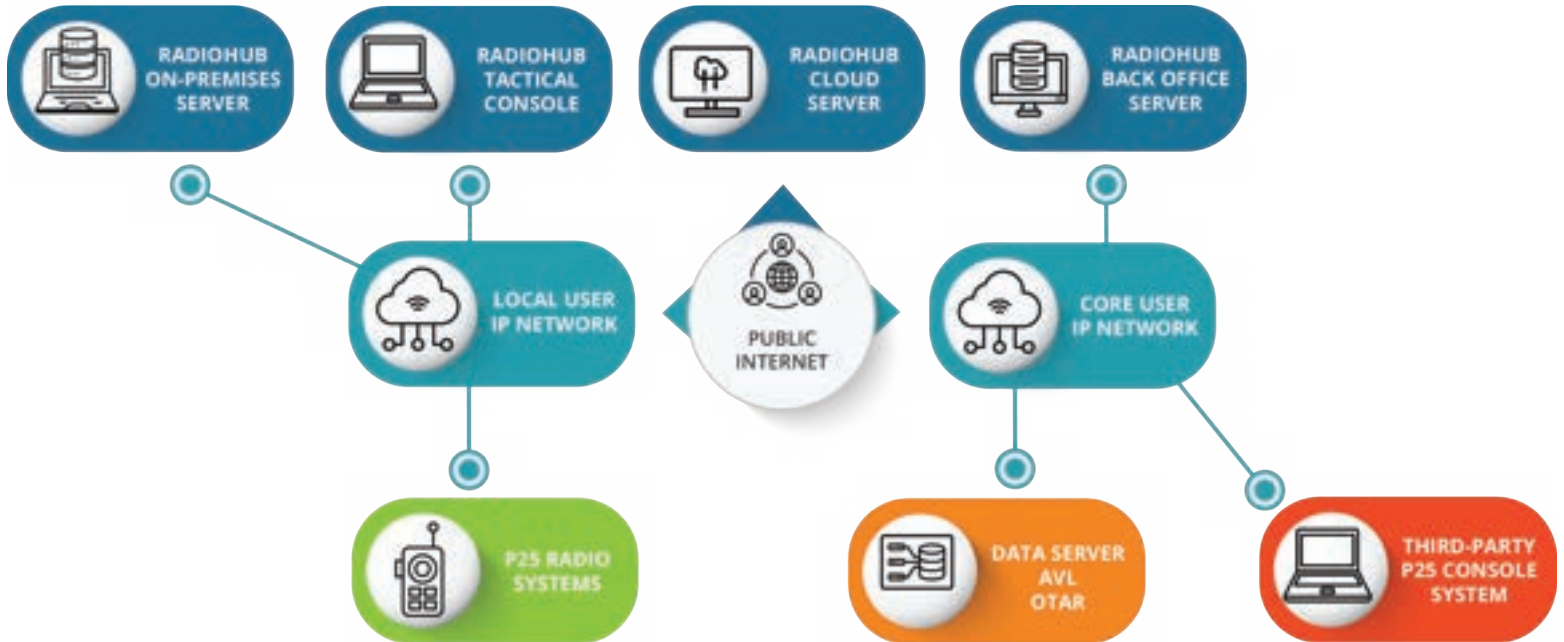 RADIOHUB
ON-PREMISES
SERVER
RADIOHUB
TACTICAL
CONSOLE
RADIOHUB
CLOUD
SERVER
RADIOHUB
BACK OFFICE
SERVER
LOCAL USER
IP NETWORK
PUBLIC
INTERNET
CORE USER
IP NETWORK
P25 RADIO
SYSTEMS
DATA SERVER
AVL
OTAR
THIRD-PARTY
P25 CONSOLE
SYSTEM